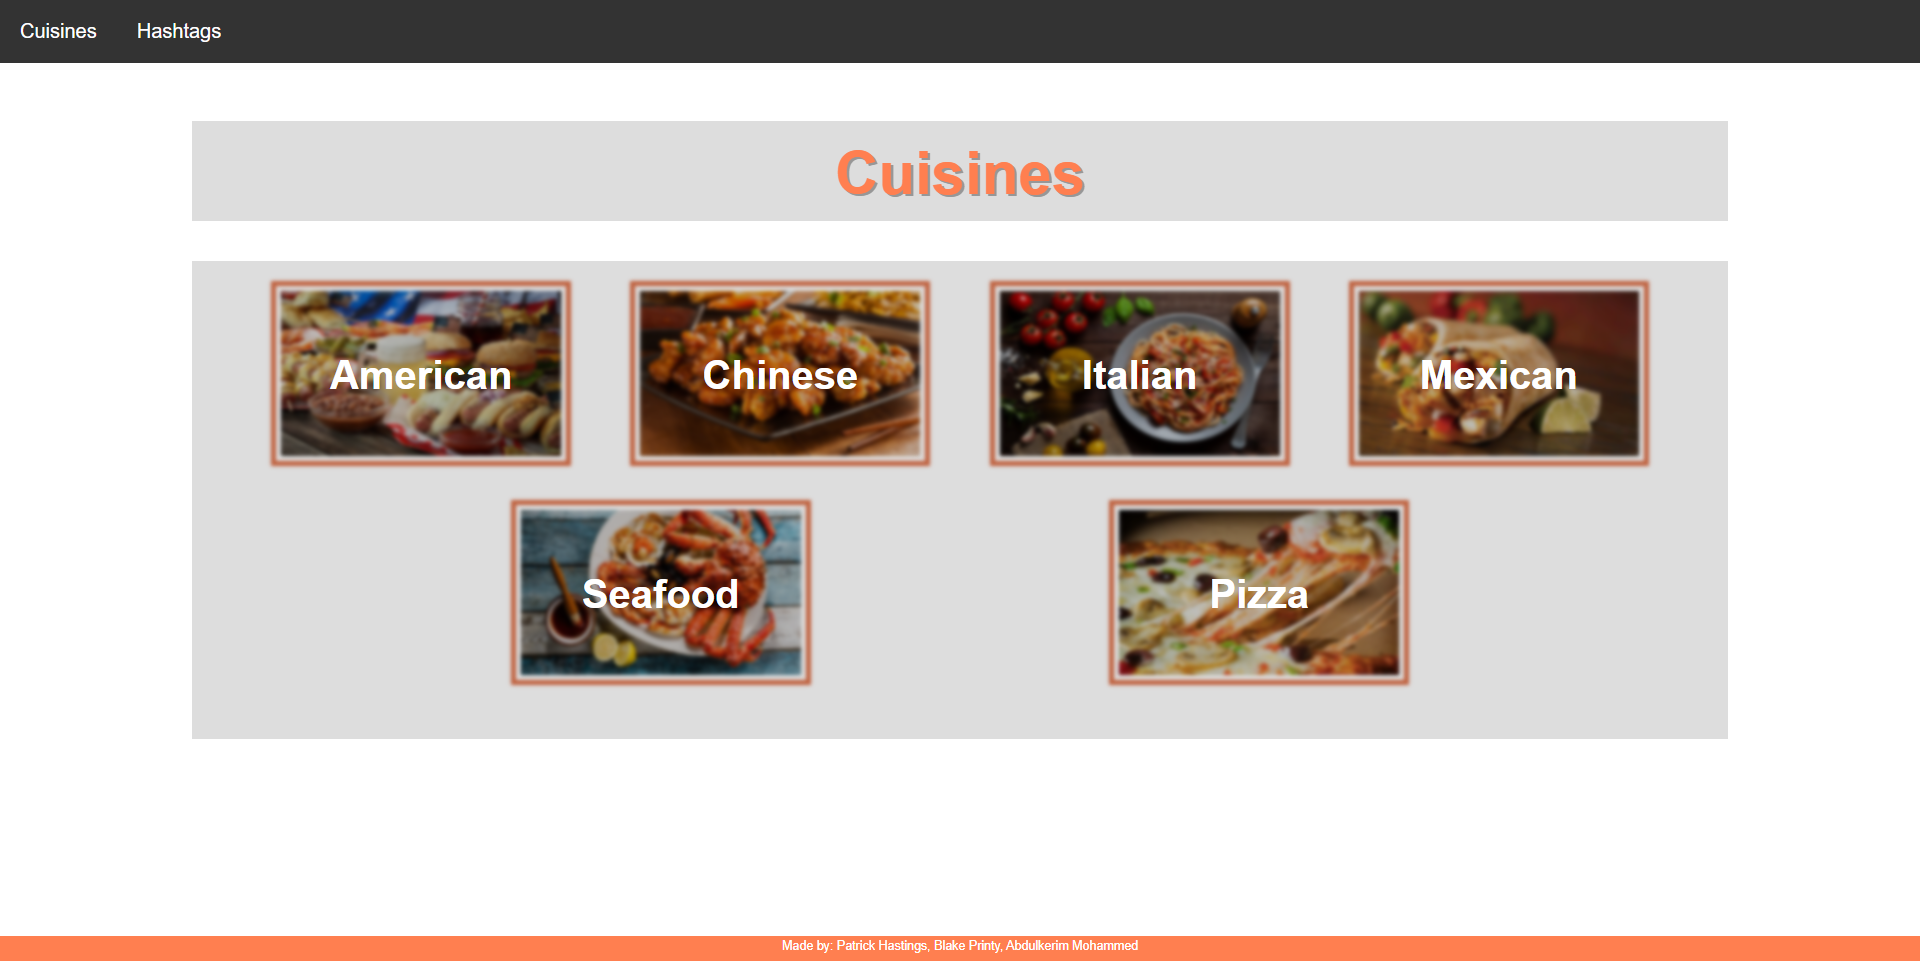 Cuisines Hashtags
Cuisines
American Chinese Italian Mexican
Seafood Pizza
Made by: Patrick Hastings, Blake Printy, Abdulkerim Mohammed